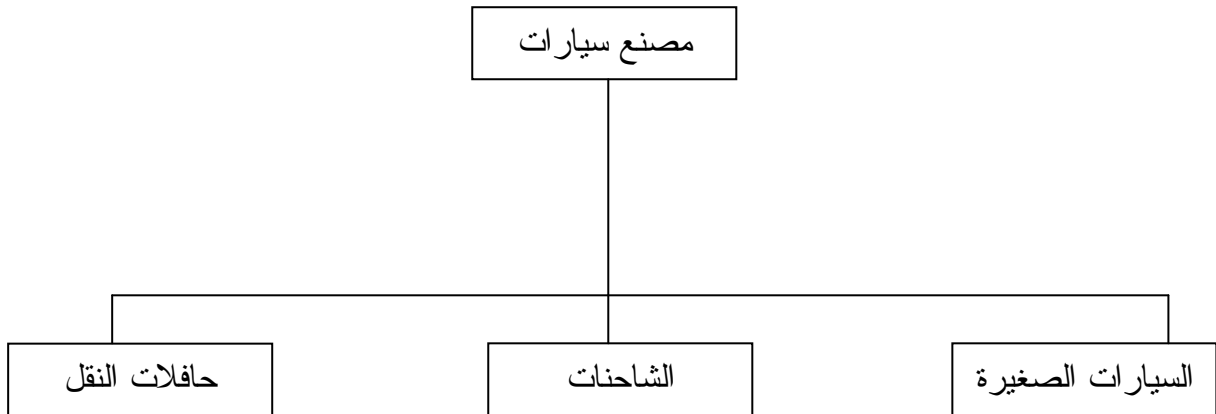 مصنع سيارات
السيارات الصغيرة
الشاحنات
حافلات النقل